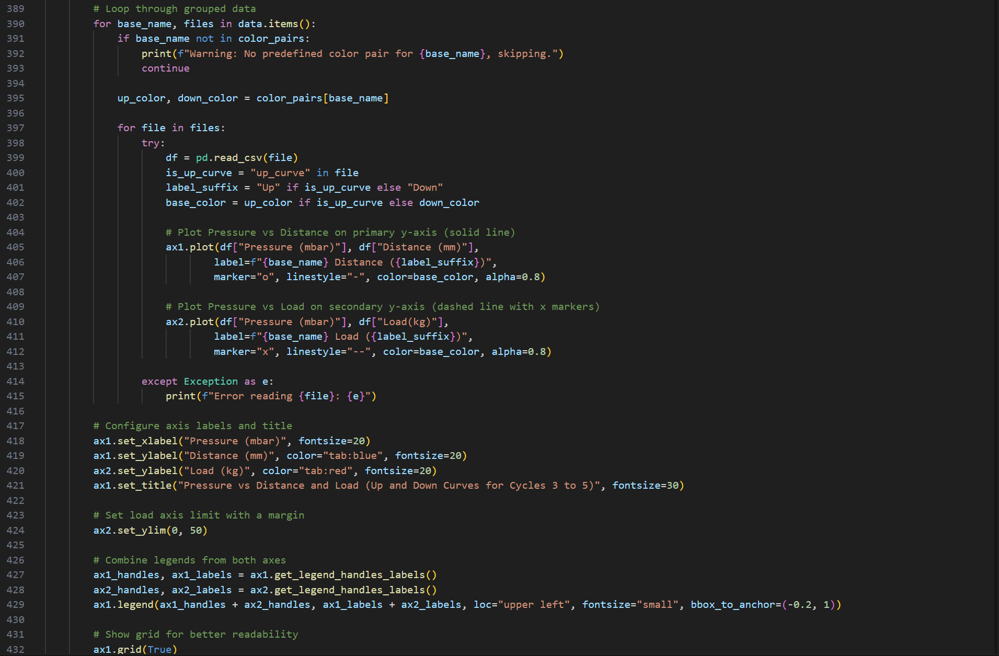 389 # Loop through grouped data
390 for base_name, files in data.items():
391 if base_name not in color_pairs:
392 print(f"Warning: No predefined color pair for {base_name}, skipping.")
393 continue
394
395 up_color, down_color = color_pairs[base_name]
396
397 for file in files:
398 try:
399 df = pd.read_csv(file)
400 is_up_curve = "up_curve" in file
401 label_suffix = "Up" if is_up_curve else "Down"
402 base_color = up_color if is_up_curve else down_color
403
404 # Plot Pressure vs Distance on primary y-axis (solid line)
405 ax1.plot(df["Pressure (mbar)"], df["Distance (mm)"],
406 label=f"{base_name} Distance ({label_suffix})",
407 marker="o", linestyle="-", color=base_color, alpha=0.8)
408
409 # Plot Pressure vs Load on secondary y-axis (dashed line with x markers)
410 ax2.plot(df["Pressure (mbar)"], df["Load(kg)"],
411 label=f"{base_name} Load ({label_suffix})",
412 marker="x", linestyle="--", color=base_color, alpha=0.8)
413
414 except Exception as e:
415 print(f"Error reading {file}: {e}")
416
417 # Configure axis labels and title
418 ax1.set_xlabel("Pressure (mbar)", fontsize=20)
419 ax1.set_ylabel("Distance (mm)", color="tab:blue", fontsize=20)
420 ax2.set_ylabel("Load (kg)", color="tab:red", fontsize=20)
421 ax1.set_title("Pressure vs Distance and Load (Up and Down Curves for Cycles 3 to 5)", fontsize=30)
422
423 # Set load axis limit with a margin
424 ax2.set_ylim(0, 50)
425
426 # Combine legends from both axes
427 ax1_handles, ax1_labels = ax1.get_legend_handles_labels()
428 ax2_handles, ax2_labels = ax2.get_legend_handles_labels()
429 ax1.legend(ax1_handles + ax2_handles, ax1_labels + ax2_labels, loc="upper left", fontsize="small", bbox_to_anchor=(-0.2, 1))
430
431 # Show grid for better readability
432 ax1.grid(True)